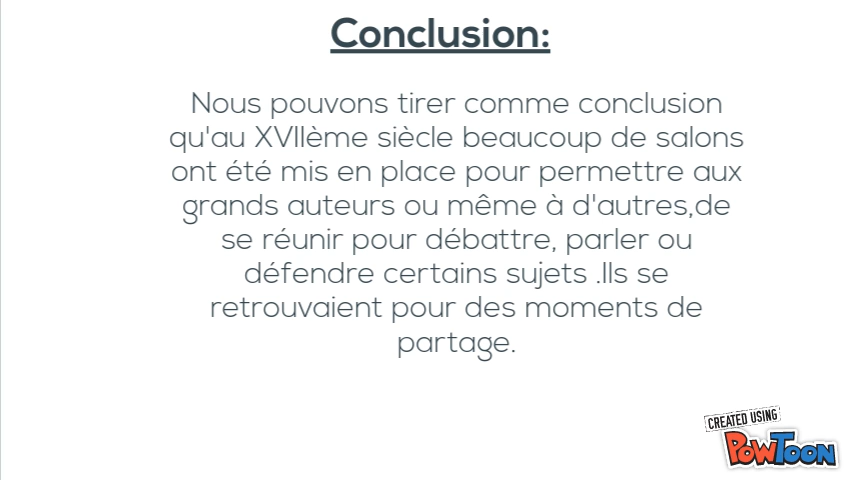 Conclusion:
Nous pouvons tirer comme conclusion
qu'au XVIIème siècle beaucoup de salons
ont été mis en place pour permettre aux
grands auteurs ou même à d'autres,de
se réunir pour débattre, parler ou
défendre certains sujets .Ils se
retrouvaient pour des moments de
partage.
CREATED USING
POWTOON